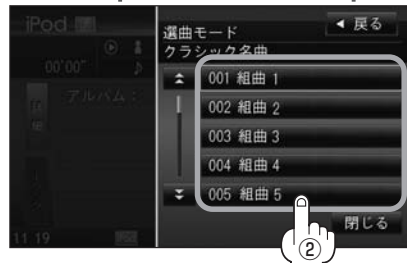 iPod
選曲モード
◀ 戻る
クラシック名曲
00'00"
001 組曲 1
アルバム：
002 組曲 2
003 組曲 3
004 組曲 4
005 組曲 5
閉じる
11:19
②